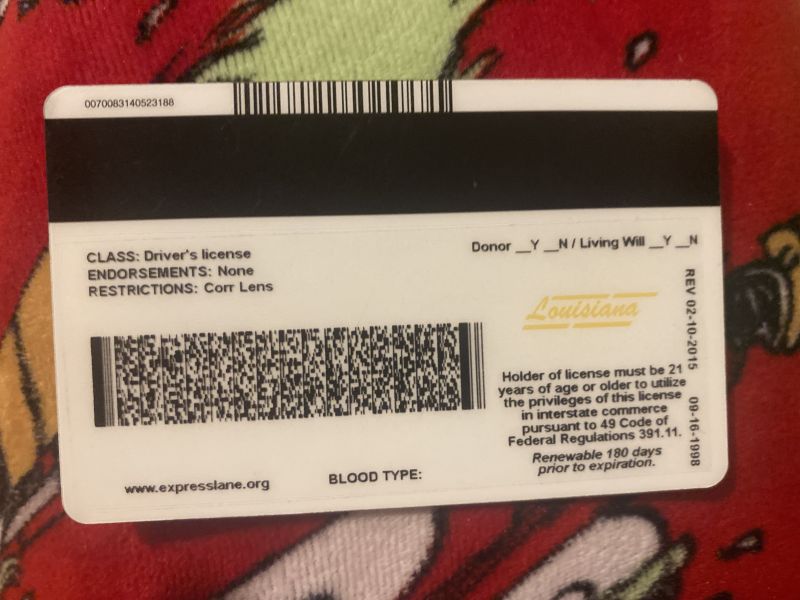 0070083140523188
CLASS: Driver's license
ENDORSEMENTS: None
RESTRICTIONS: Corr Lens
Donor __Y __N / Living Will __Y __N
Louisiana
REV 02-10-2015
09-16-1998
Holder of license must be 21
years of age or older to utilize
the privileges of this license
in interstate commerce
pursuant to 49 Code of
Federal Regulations 391.11.
Renewable 180 days
prior to expiration.
www.expresslane.org
BLOOD TYPE: